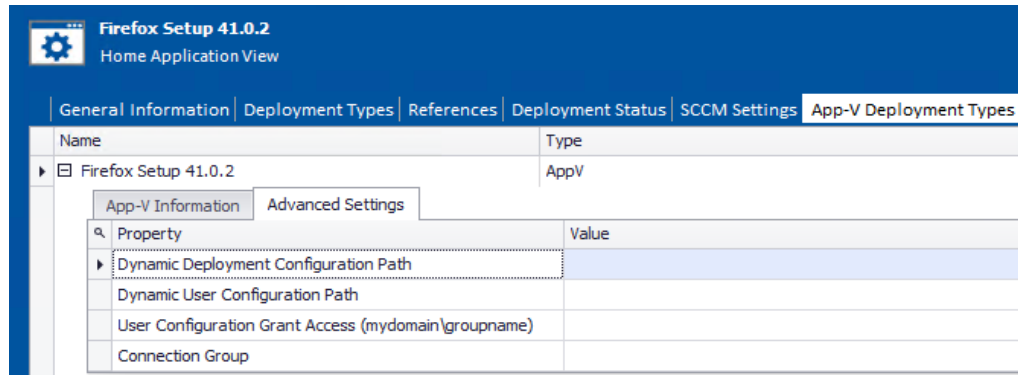 Firefox Setup 41.0.2
Home Application View
General Information Deployment Types References Deployment Status SCCM Settings App-V Deployment Types
Name Type
Firefox Setup 41.0.2 AppV
App-V Information Advanced Settings
Property Value
Dynamic Deployment Configuration Path
Dynamic User Configuration Path
User Configuration Grant Access (mydomain\groupname)
Connection Group